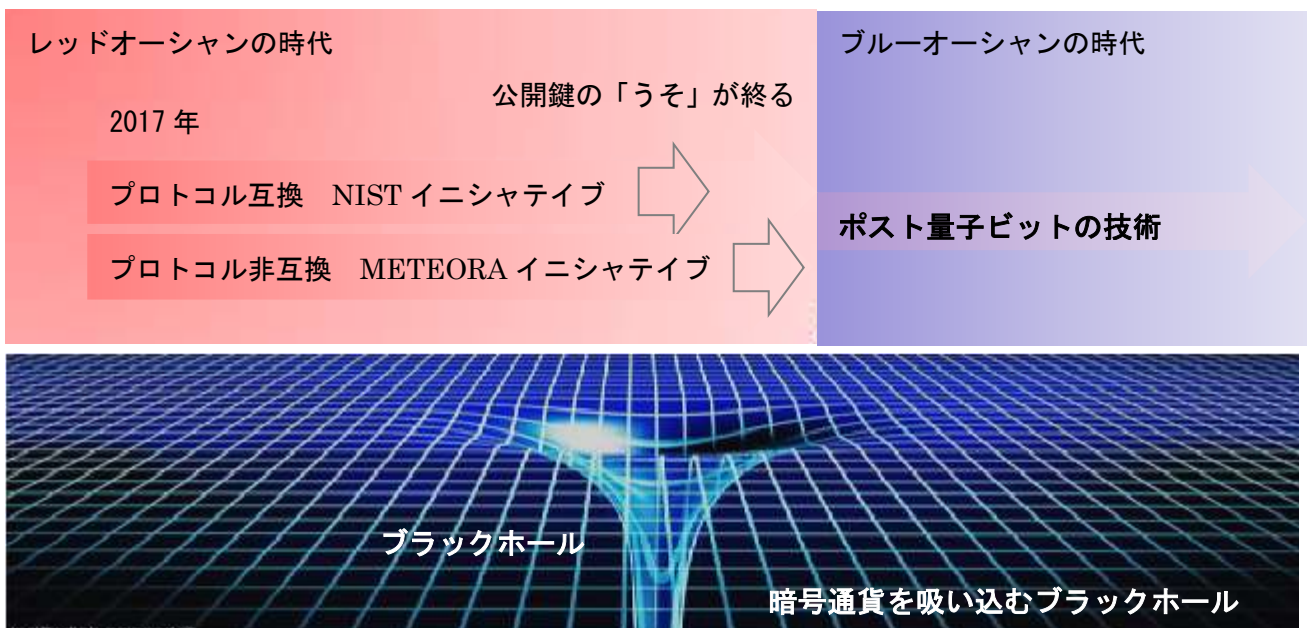 レッドオーシャンの時代
ブルーオーシャンの時代
公開鍵の「うそ」が終る
2017 年
プロトコル互換　NIST イニシャテイブ
プロトコル非互換　METEORA イニシャテイブ
ポスト量子ビットの技術
ブラックホール
暗号通貨を吸い込むブラックホール